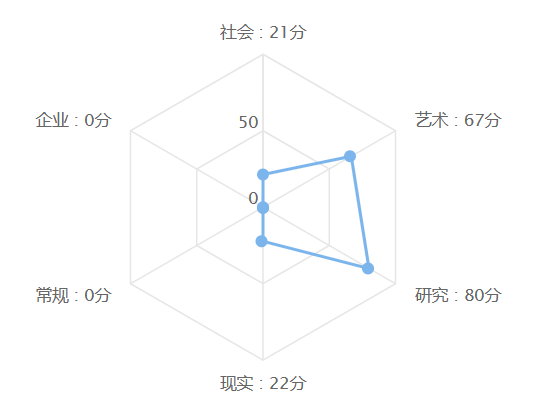 社会 : 21分
企业 : 0分
艺术 : 67分
50
0
常规 : 0分
研究 : 80分
现实 : 22分